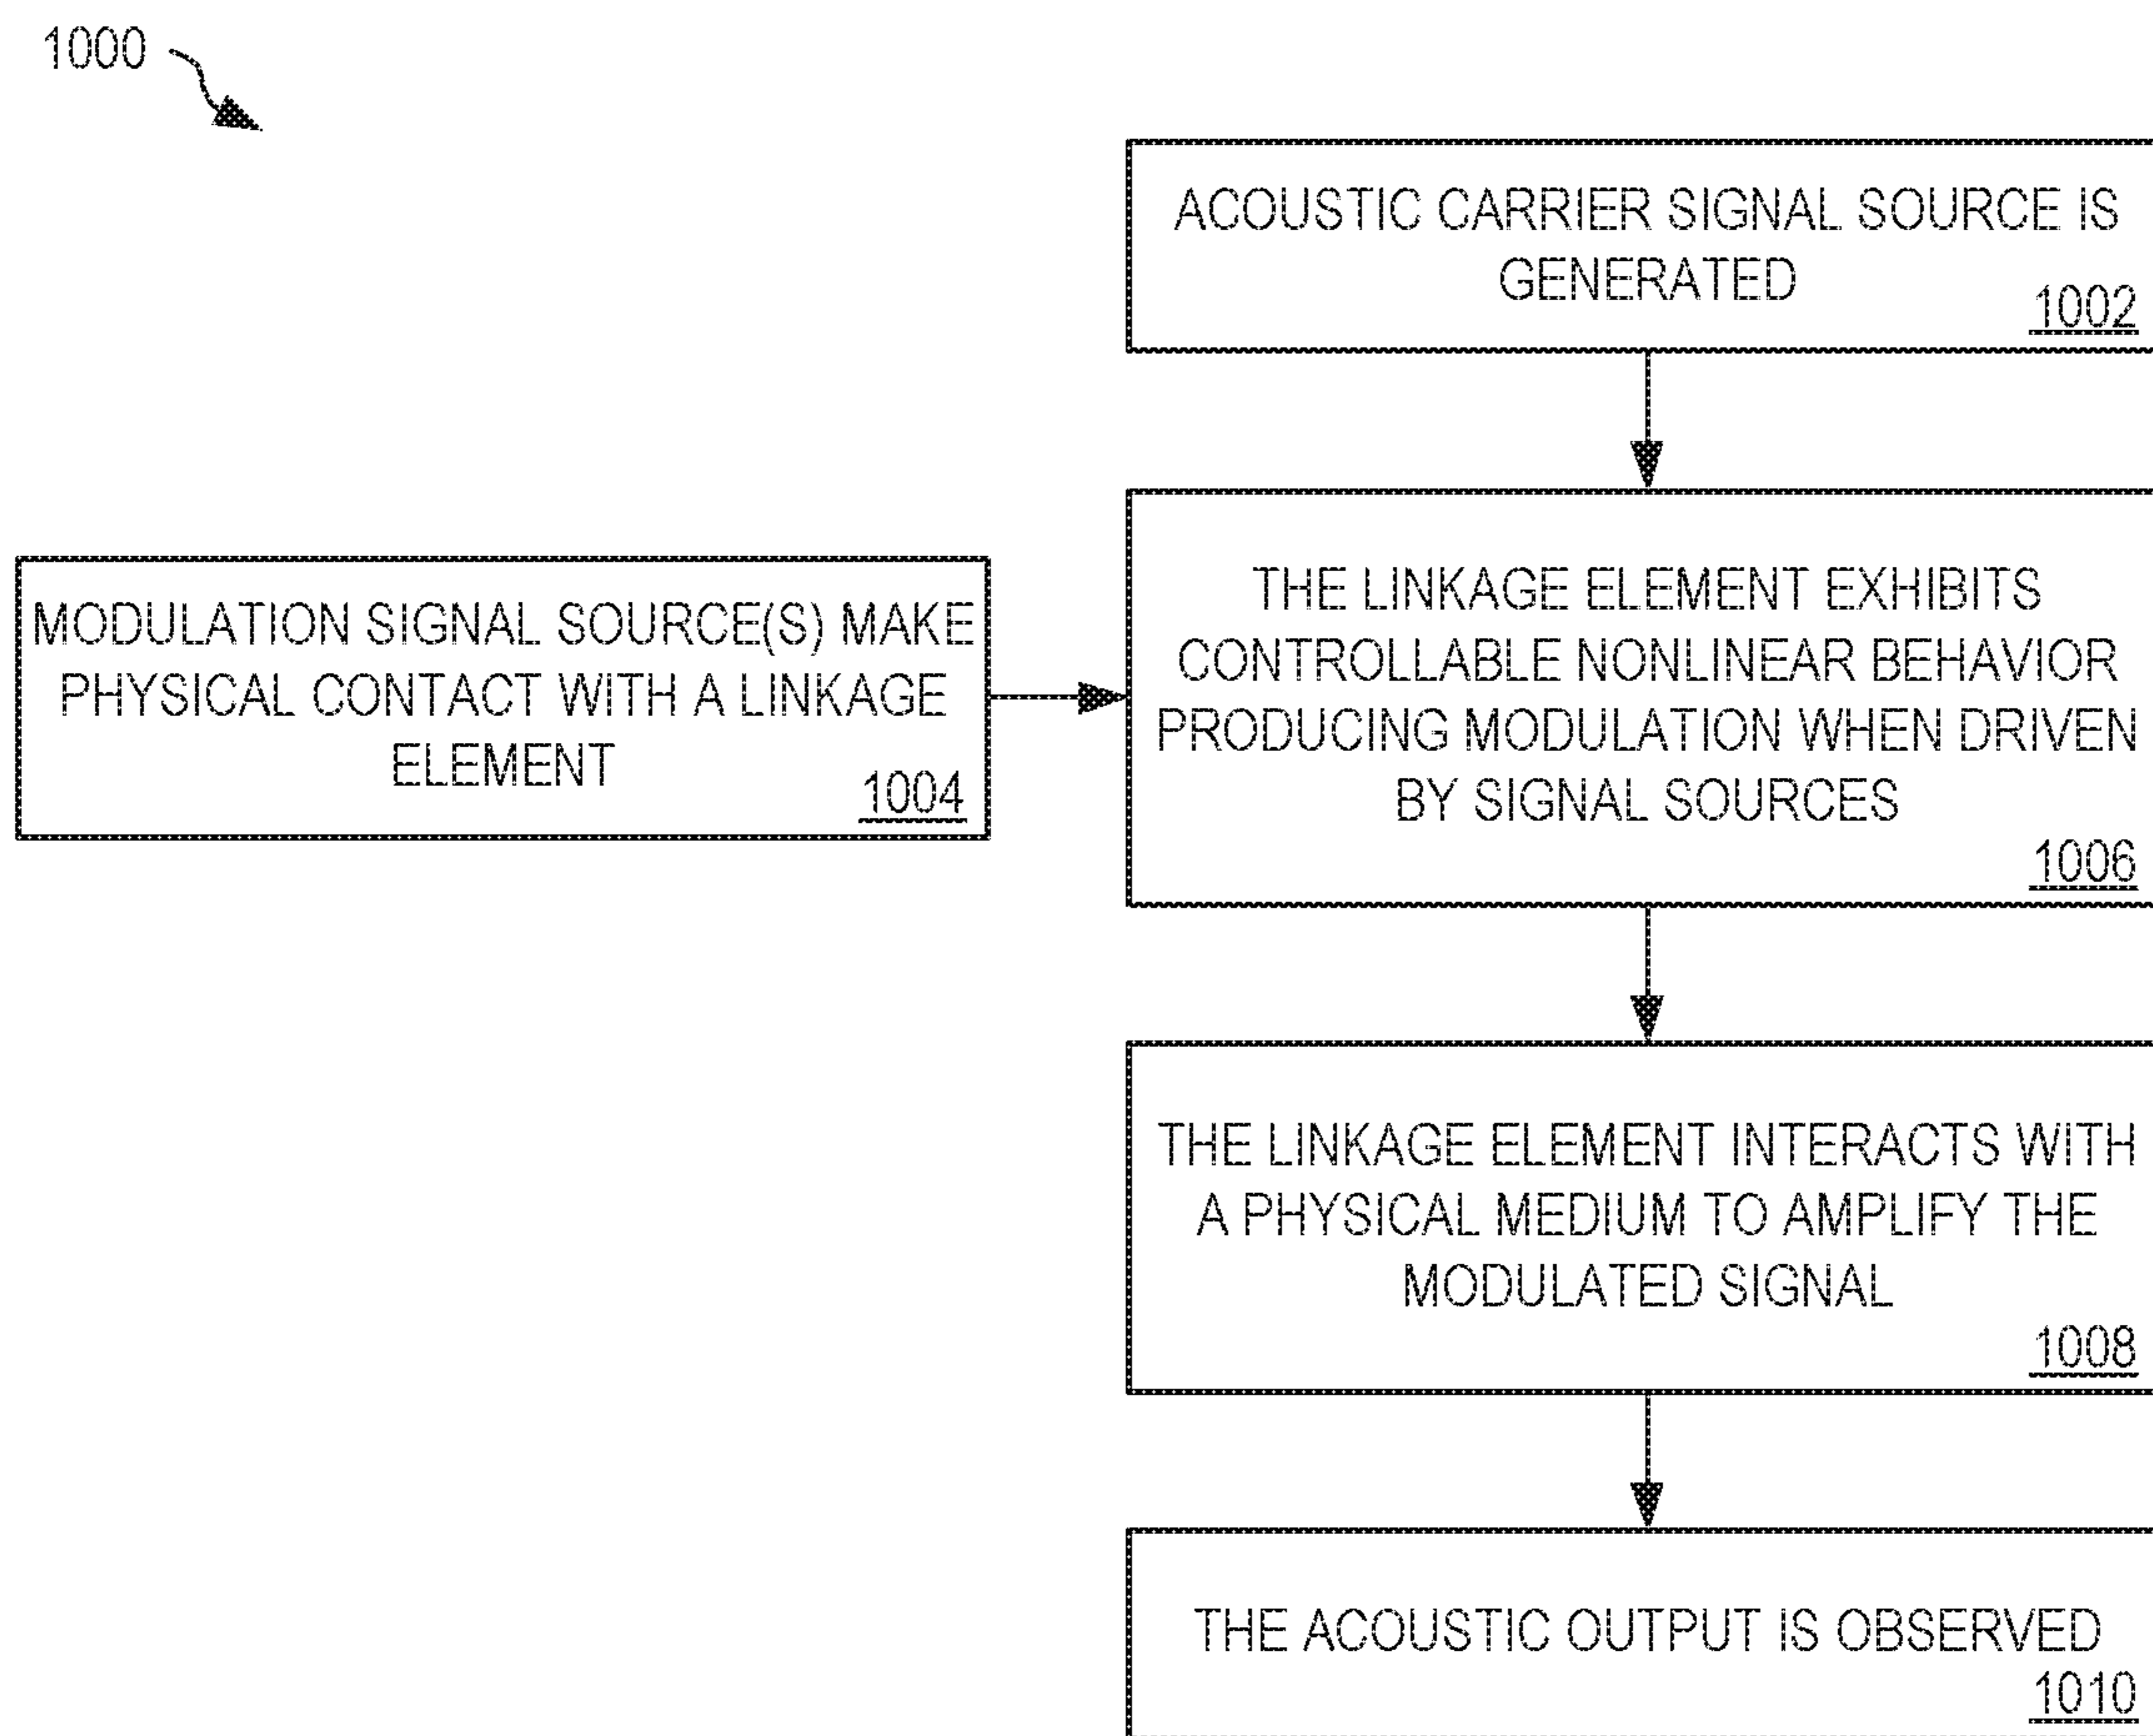 1000
ACOUSTIC CARRIER SIGNAL SOURCE IS
GENERATED
1002
MODULATION SIGNAL SOURCE(S) MAKE
PHYSICAL CONTACT WITH A LINKAGE
ELEMENT
1004
THE LINKAGE ELEMENT EXHIBITS
CONTROLLABLE NONLINEAR BEHAVIOR
PRODUCING MODULATION WHEN DRIVEN
BY SIGNAL SOURCES
1006
THE LINKAGE ELEMENT INTERACTS WITH
A PHYSICAL MEDIUM TO AMPLIFY THE
MODULATED SIGNAL
1008
THE ACOUSTIC OUTPUT IS OBSERVED
1010